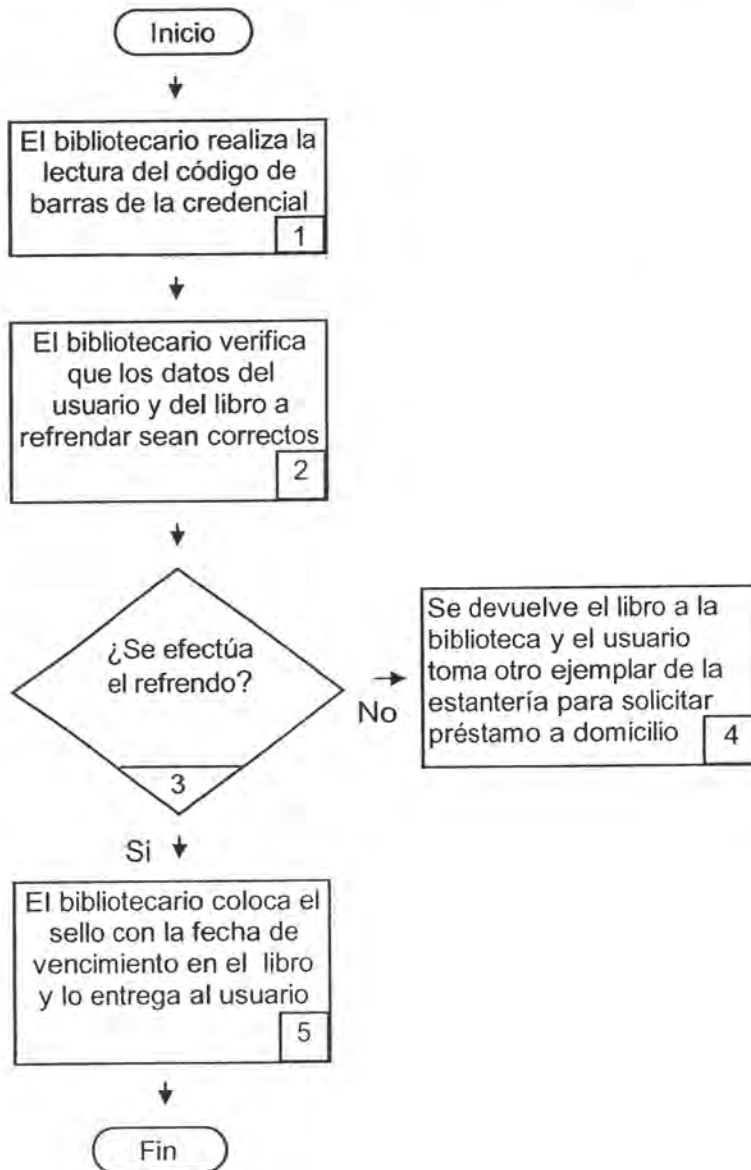 Inicio
El bibliotecario realiza la
lectura del código de
barras de la credencial
1
El bibliotecario verifica
que los datos del
usuario y del libro a
refrendar sean correctos
2
¿Se efectúa
el refrendo?
3
No
Se devuelve el libro a la
biblioteca y el usuario
toma otro ejemplar de la
estantería para solicitar
préstamo a domicilio
4
Si
El bibliotecario coloca el
sello con la fecha de
vencimiento en el libro
y lo entrega al usuario
5
Fin